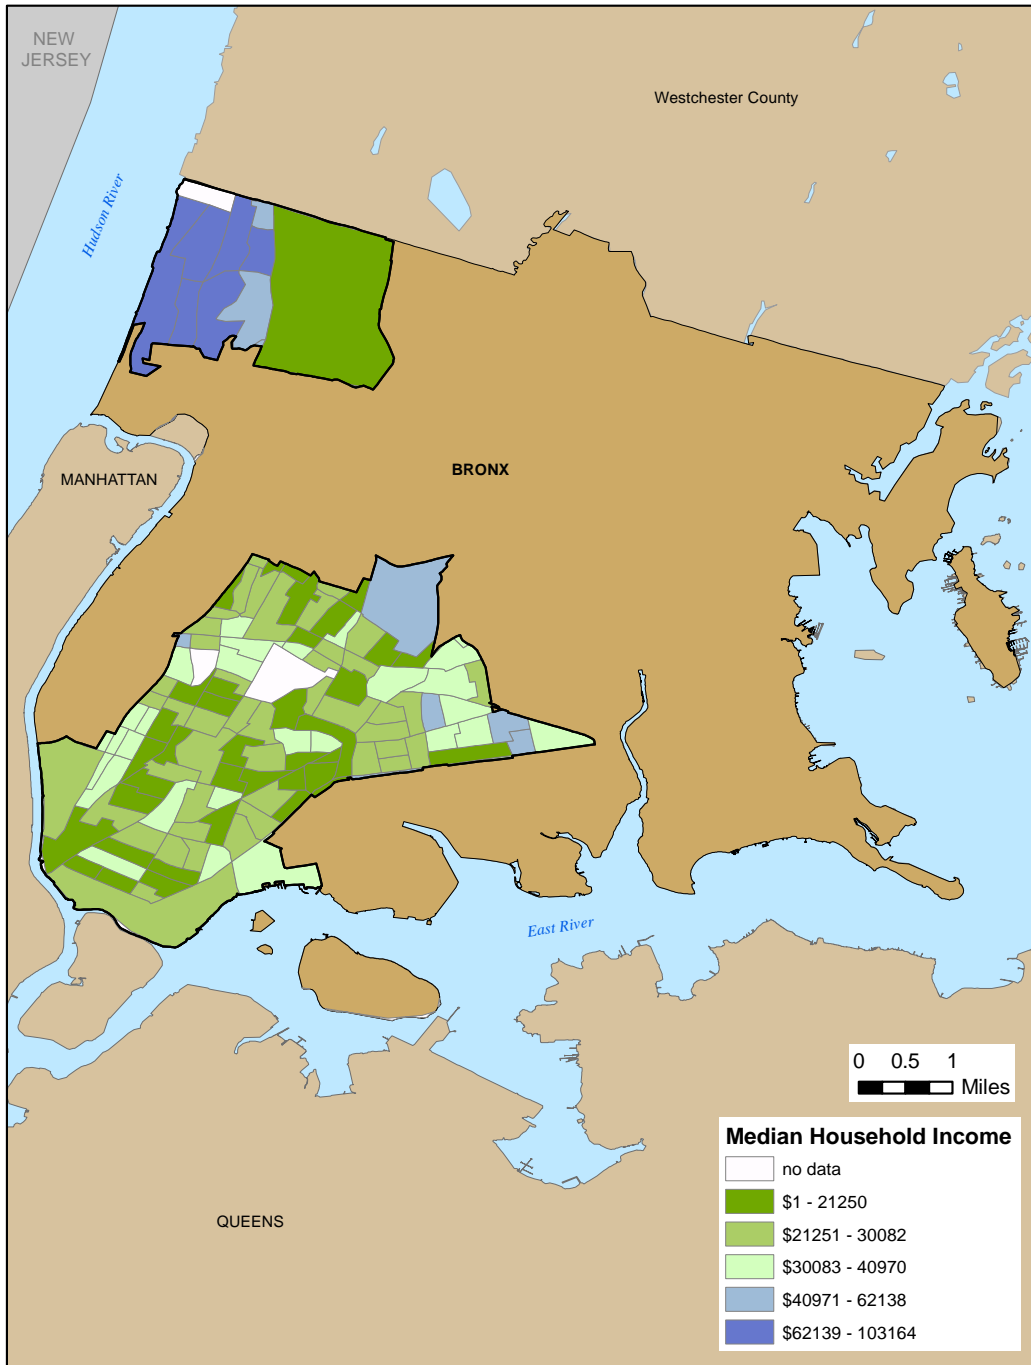 NEW
JERSEY
Westchester County
Hudson River
BRONX
MANHATTAN
East River
0 0.5 1
Miles
Median Household Income
no data
$1 - 21250
$21251 - 30082
$30083 - 40970
$40971 - 62138
$62139 - 103164
QUEENS